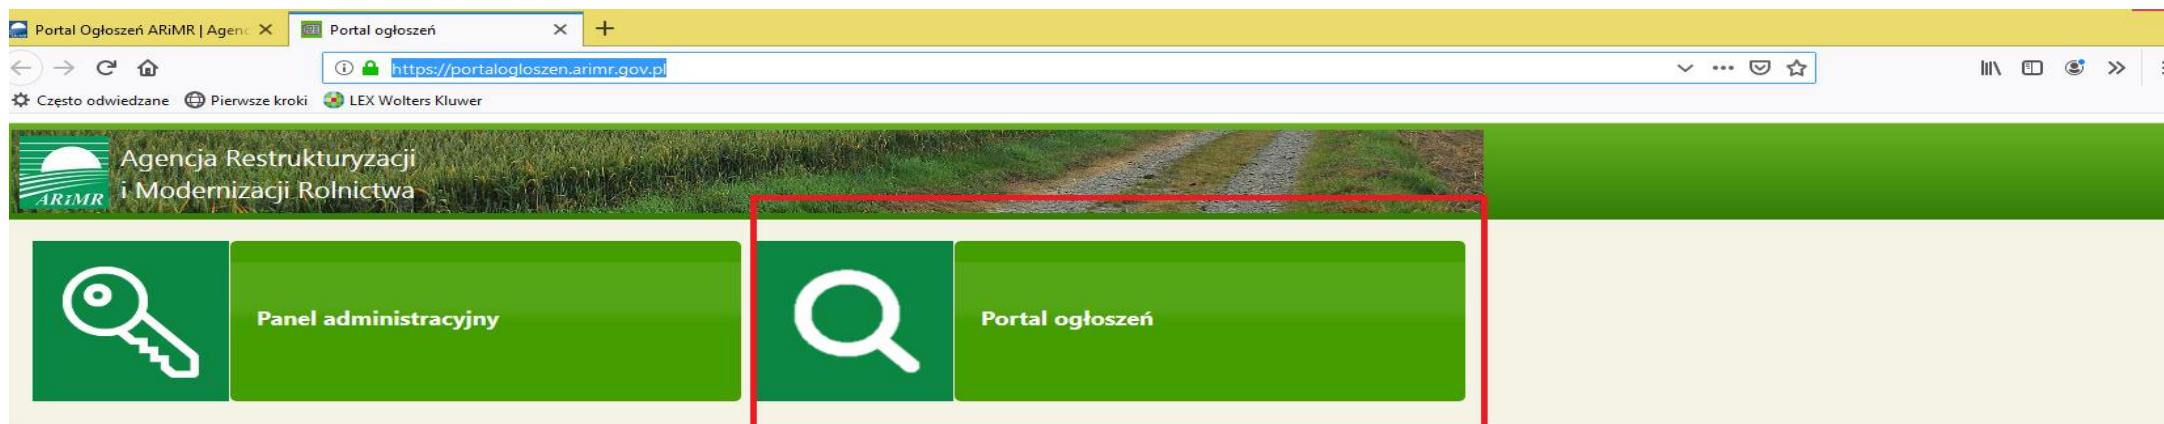 Portal Ogłoszeń ARiMR | Agenc
Portal ogłoszeń
https://portalogloszen.arimr.gov.pl
Często odwiedzane
Pierwsze kroki
LEX Wolters Kluwer
ARiMR
Agencja Restrukturyzacji
i Modernizacji Rolnictwa
Panel administracyjny
Portal ogłoszeń